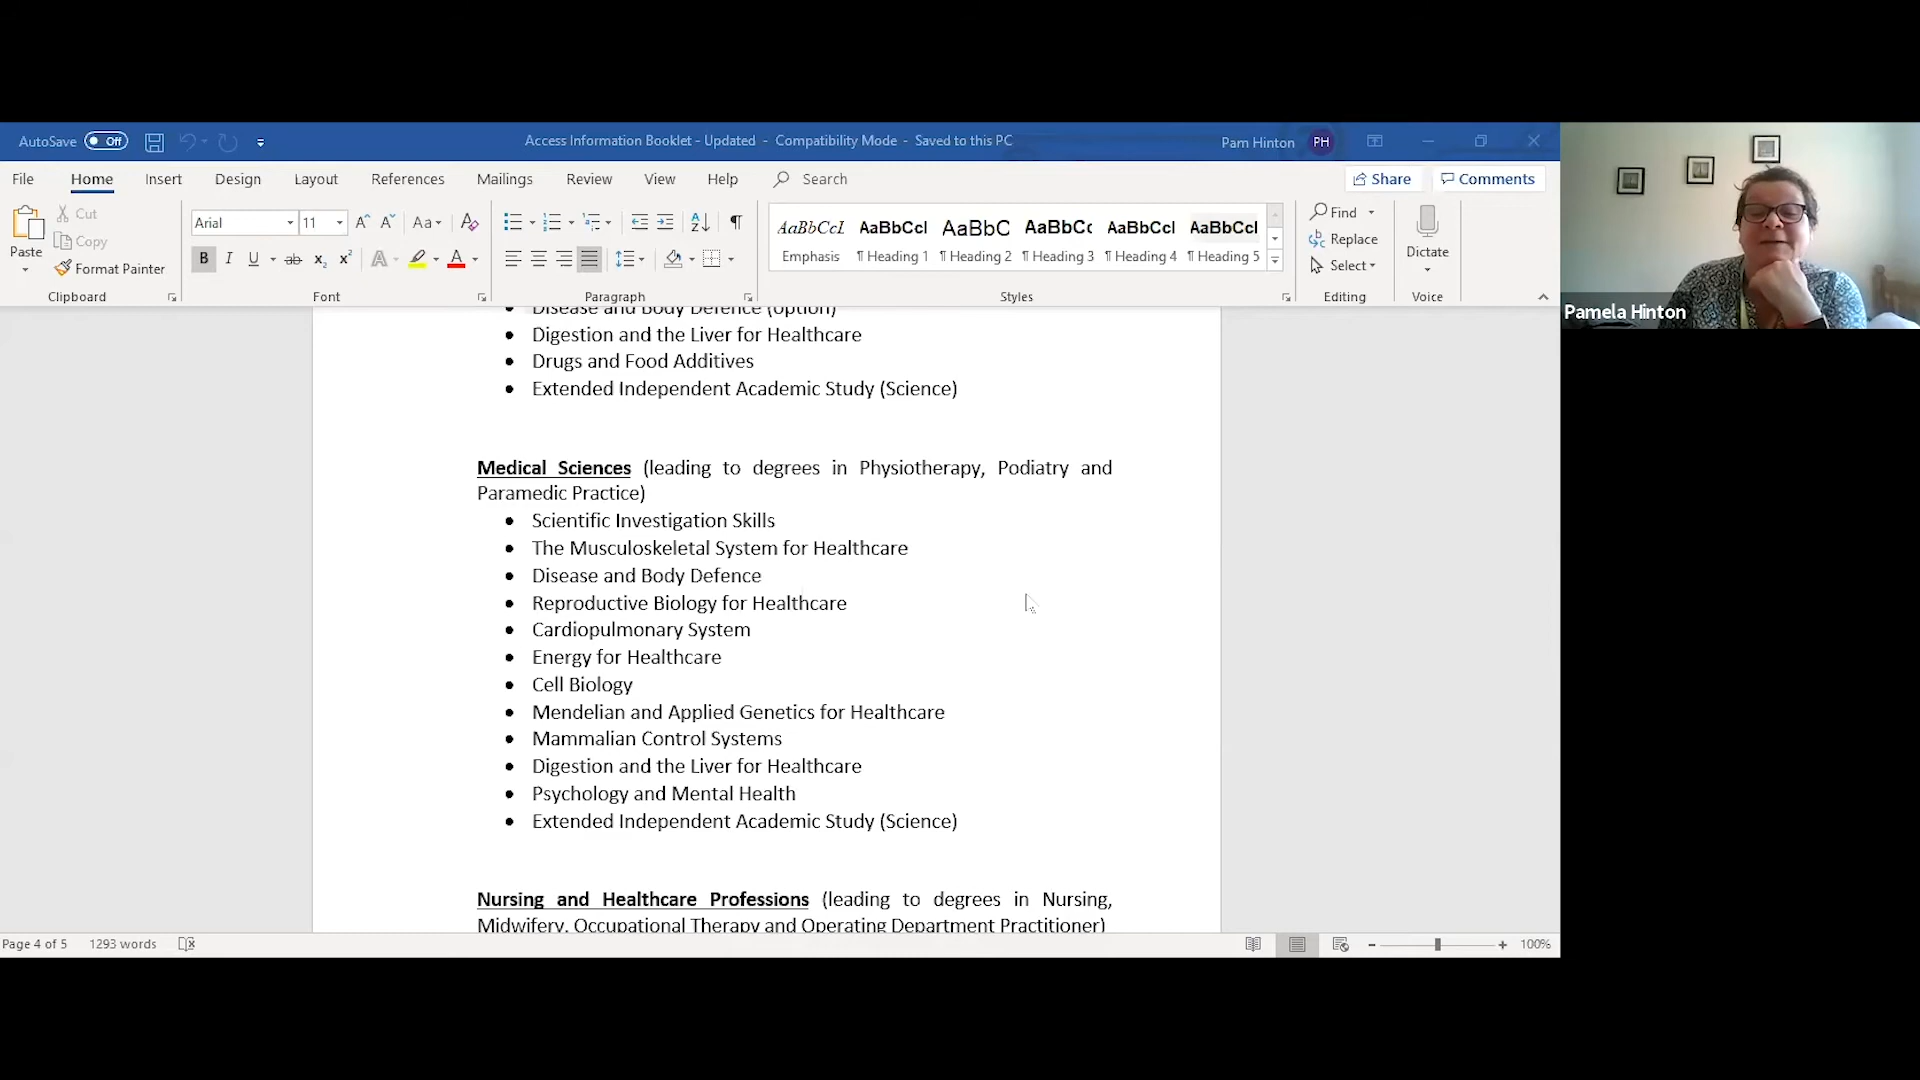 AutoSave Off
Access Information Booklet - Updated - Compatibility Mode - Saved to this PC
Pam Hinton PH
File Home Insert Design Layout References Mailings Review View Help Search
Share Comments
Paste
Cut
Copy
Format Painter
Clipboard
Arial 11
Font
Paragraph
AaBbCcI AaBbCcI AaBbC AaBbCc AaBbCcI AaBbCcI
Emphasis ¶ Heading 1 ¶ Heading 2 ¶ Heading 3 ¶ Heading 4 ¶ Heading 5
Styles
Find
Replace
Select
Editing
Dictate
Voice
Pamela Hinton
• Disease and Body Defence (option)
• Digestion and the Liver for Healthcare
• Drugs and Food Additives
• Extended Independent Academic Study (Science)
Medical Sciences (leading to degrees in Physiotherapy, Podiatry and
Paramedic Practice)
• Scientific Investigation Skills
• The Musculoskeletal System for Healthcare
• Disease and Body Defence
• Reproductive Biology for Healthcare
• Cardiopulmonary System
• Energy for Healthcare
• Cell Biology
• Mendelian and Applied Genetics for Healthcare
• Mammalian Control Systems
• Digestion and the Liver for Healthcare
• Psychology and Mental Health
• Extended Independent Academic Study (Science)
Nursing and Healthcare Professions (leading to degrees in Nursing,
Midwifery, Occupational Therapy and Operating Department Practitioner)
Page 4 of 5 1293 words
100%